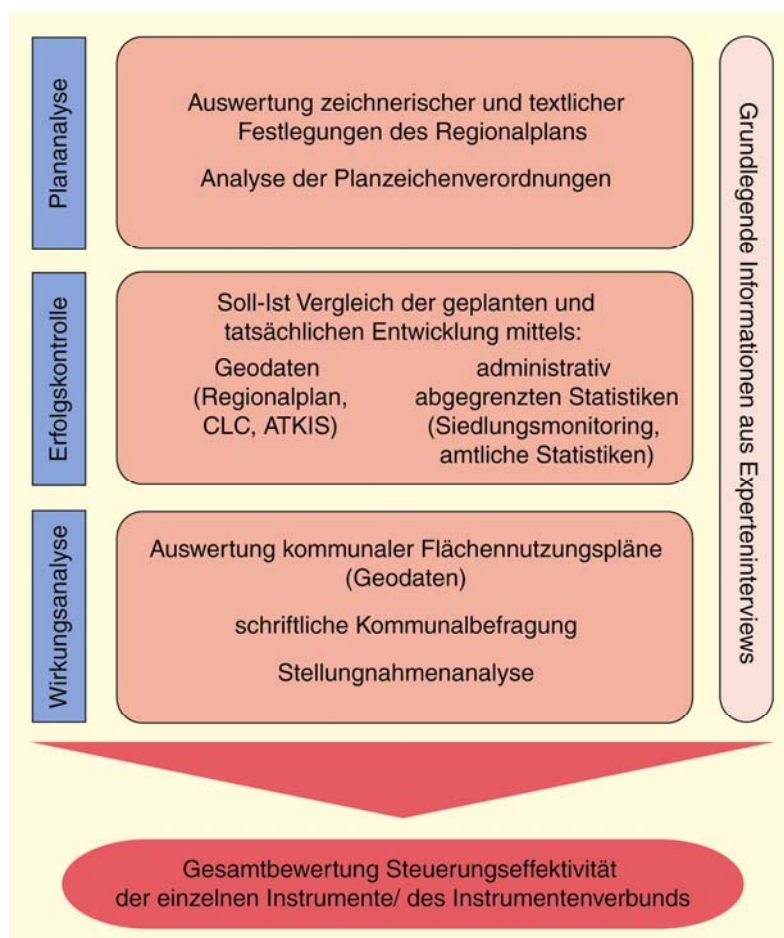 Plananalyse
Auswertung zeichnerischer und textlicher
Festlegungen des Regionalplans
Analyse der Planzeichenverordnungen
Erfolgskontrolle
Soll-Ist Vergleich der geplanten und
tatsächlichen Entwicklung mittels:
Geodaten
(Regionalplan,
CLC, ATKIS)
administrativ
abgegrenzten Statistiken
(Siedlungsmonitoring,
amtliche Statistiken)
Wirkungsanalyse
Auswertung kommunaler Flächennutzungspläne
(Geodaten)
schriftliche Kommunalbefragung
Stellungnahmenanalyse
Grundlegende Informationen aus Experteninterviews
Gesamtbewertung Steuerungseffektivität
der einzelnen Instrumente/ des Instrumentenverbunds